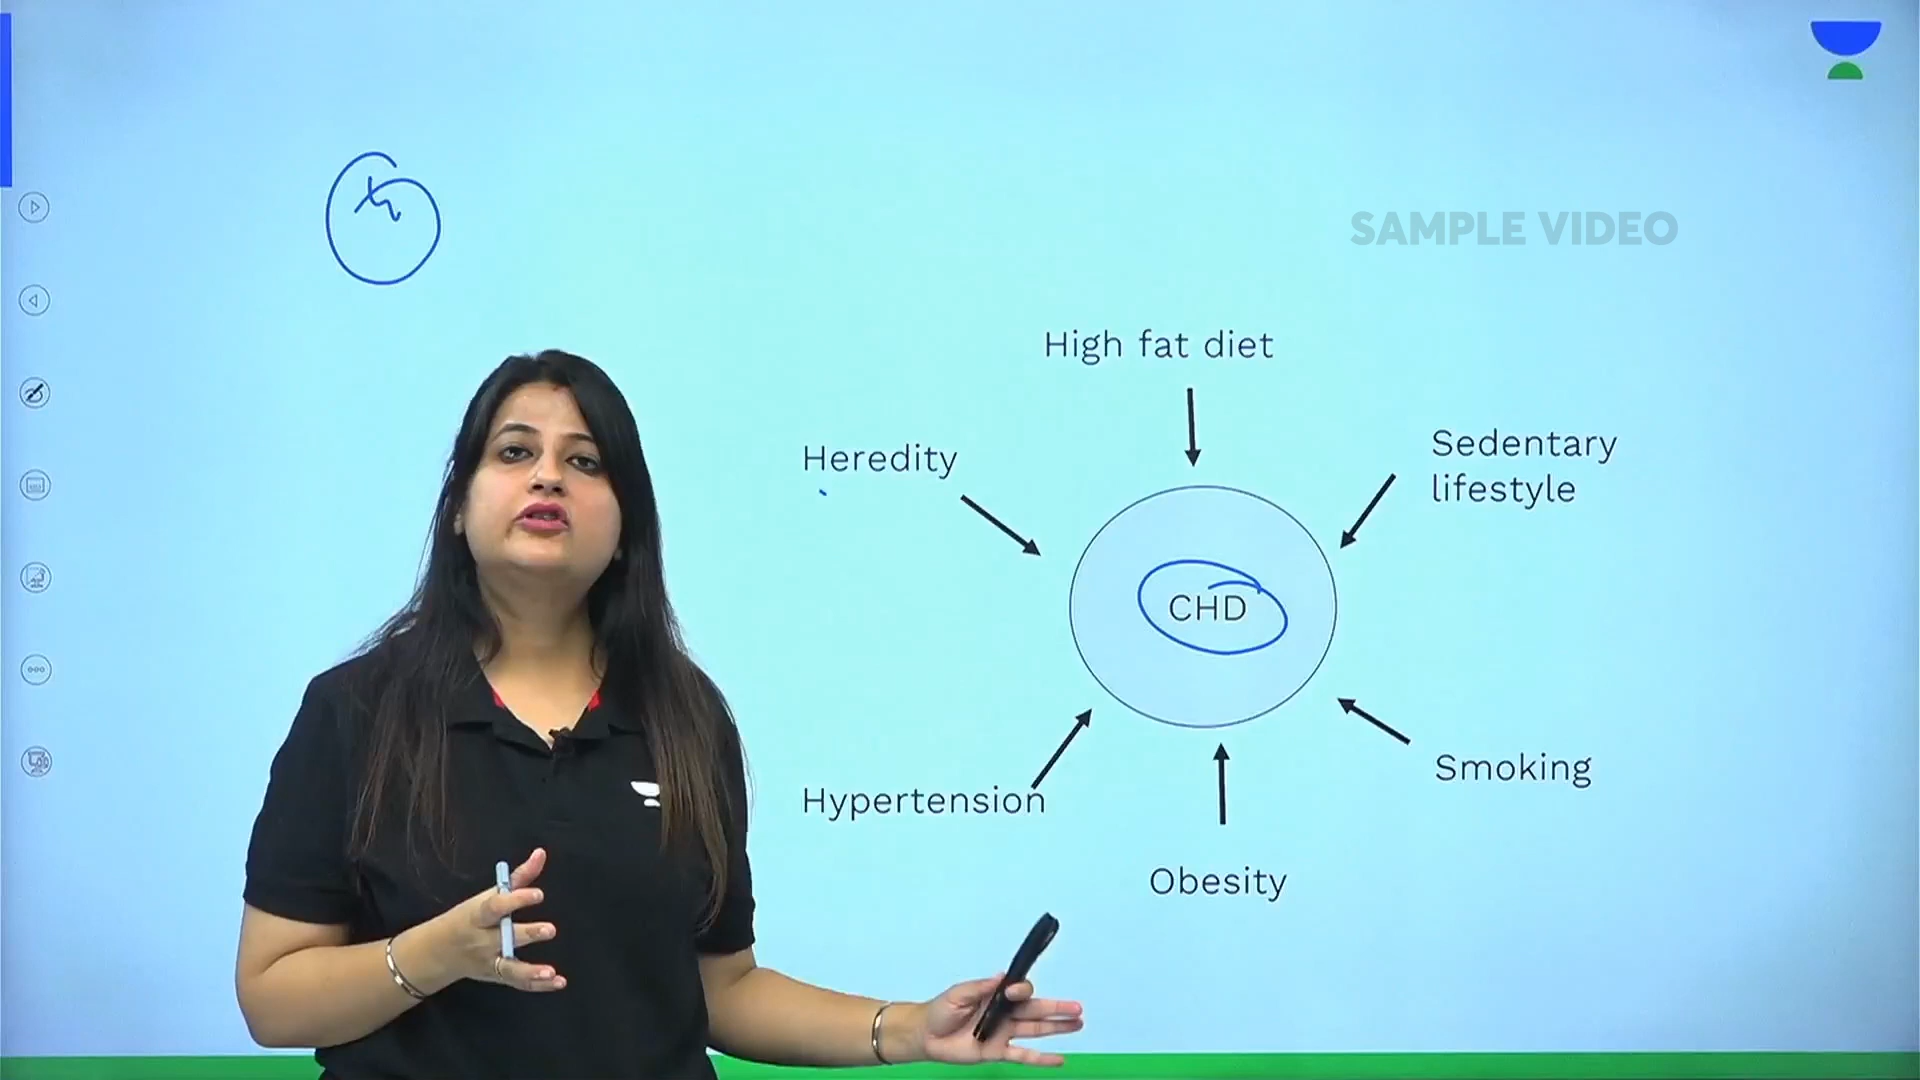 SAMPLE VIDEO
High fat diet
Heredity
Sedentary
lifestyle
CHD
Hypertension
Smoking
Obesity